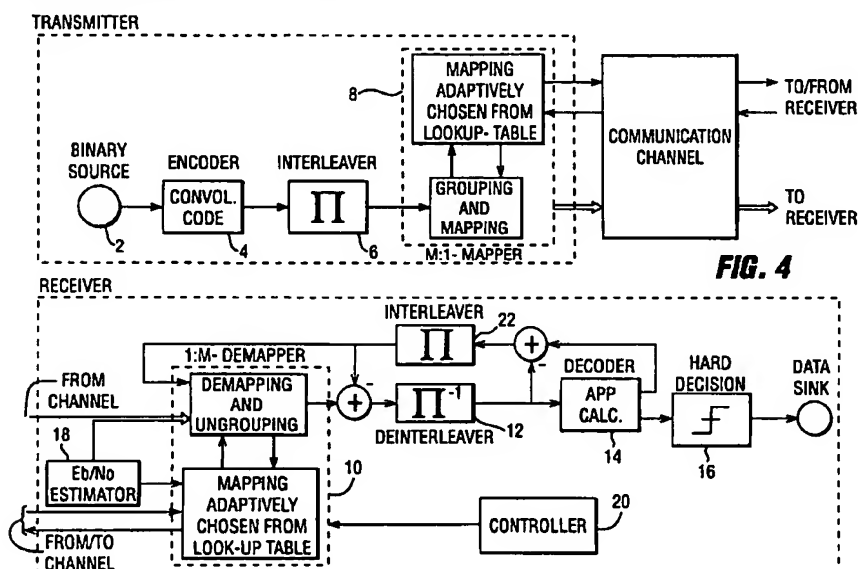 TRANSMITTER
8
MAPPING
ADAPTIVELY
CHOSEN FROM
LOOKUP- TABLE
TO/FROM
RECEIVER
COMMUNICATION
CHANNEL
BINARY
SOURCE
ENCODER
INTERLEAVER
CONVOL.
CODE
Π
GROUPING
AND
MAPPING
TO
RECEIVER
2
4
6
M:1- MAPPER
FIG. 4
RECEIVER
INTERLEAVER
22
Π
+
-
1:M- DEMAPPER
FROM
CHANNEL
DEMAPPING
AND
UNGROUPING
-
+
Π-1
DEINTERLEAVER
12
DECODER
APP
CALC.
14
HARD
DECISION
16
DATA
SINK
18
Eb/No
ESTIMATOR
MAPPING
ADAPTIVELY
CHOSEN FROM
LOOK-UP TABLE
10
CONTROLLER
20
FROM/TO
CHANNEL